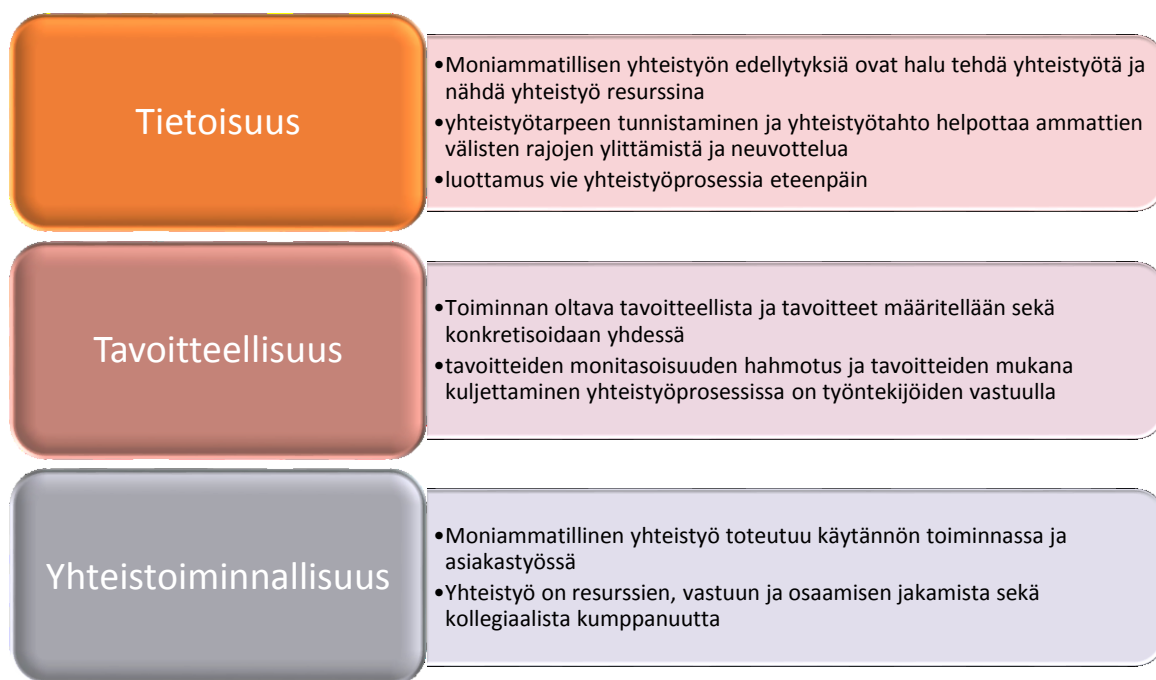 Tietoisuus
•Moniammatillisen yhteistyön edellytyksiä ovat halu tehdä yhteistyötä ja
nähdä yhteistyö resurssina
•yhteistyötarpeen tunnistaminen ja yhteistyötahto helpottaa ammattien
välisten rajojen ylittämistä ja neuvottelua
•luottamus vie yhteistyöprosessia eteenpäin
Tavoitteellisuus
•Toiminnan oltava tavoitteellista ja tavoitteet määritellään sekä
konkretisoidaan yhdessä
•tavoitteiden monitasoisuuden hahmotus ja tavoitteiden mukana
kuljettaminen yhteistyöprosessissa on työntekijöiden vastuulla
Yhteistoiminnallisuus
•Moniammatillinen yhteistyö toteutuu käytännön toiminnassa ja
asiakastyössä
•Yhteistyö on resurssien, vastuun ja osaamisen jakamista sekä
kollegiaalista kumppanuutta